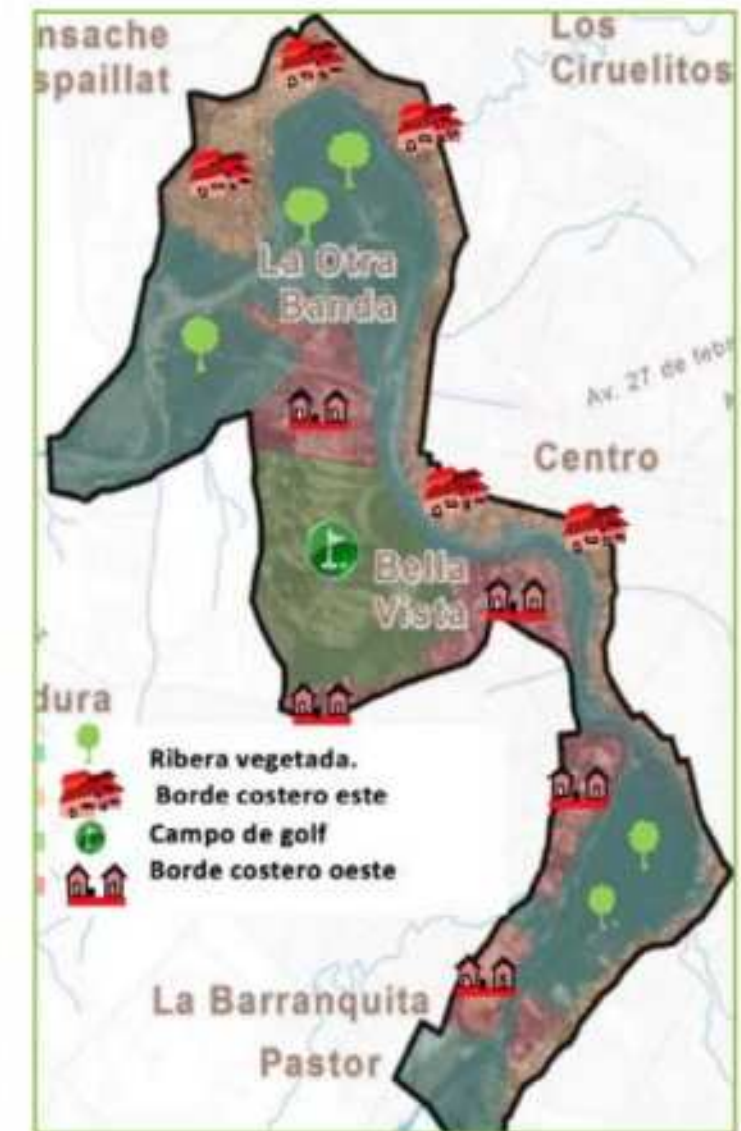 nsache
spaillat
Los
Ciruelitos
La Otra
Banda
Av. 27 de febr
Centro
Bella
Vista
dura
Ribera vegetada.
Borde costero este
Campo de golf
Borde costero oeste
La Barranquita
Pastor